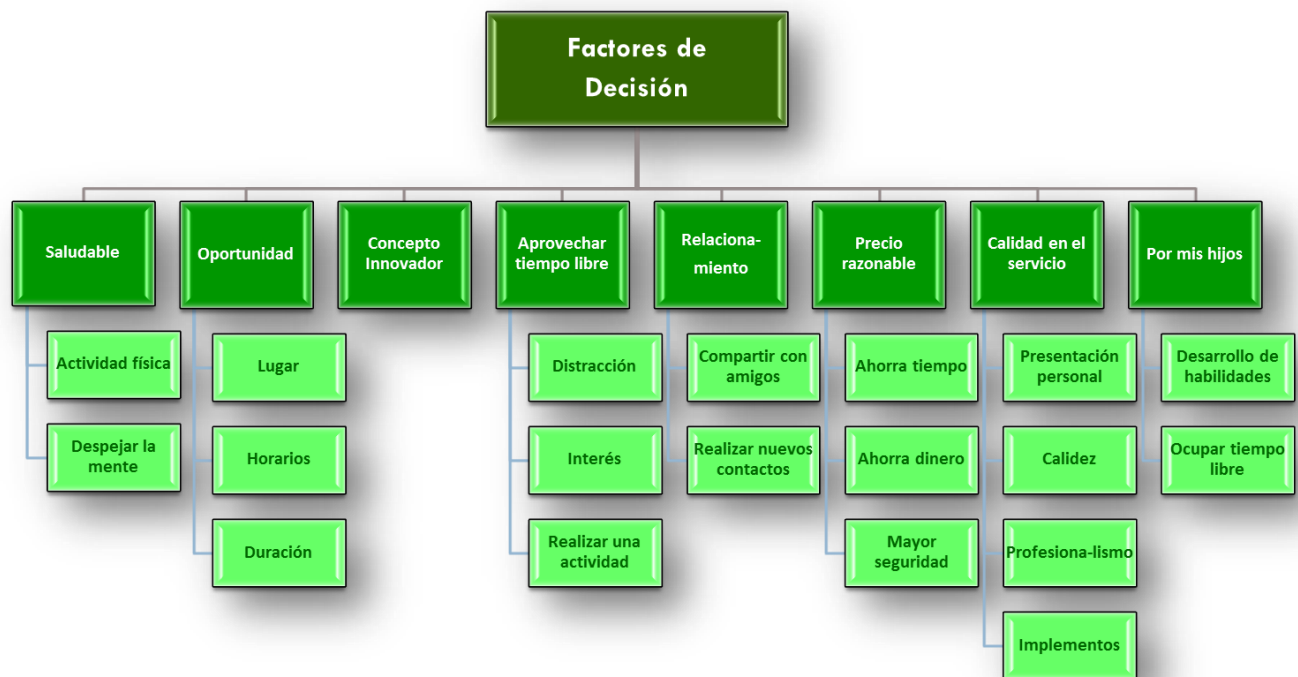 Factores de
Decisión
Saludable
Oportunidad
Concepto
Innovador
Aprovechar
tiempo libre
Relaciona-
miento
Precio
razonable
Calidad en el
servicio
Por mis hijos
Actividad física
Despejar la
mente
Lugar
Horarios
Duración
Distracción
Interés
Realizar una
actividad
Compartir con
amigos
Realizar nuevos
contactos
Ahorra tiempo
Ahorra dinero
Mayor
seguridad
Presentación
personal
Calidez
Profesiona-lismo
Implementos
Desarrollo de
habilidades
Ocupar tiempo
libre